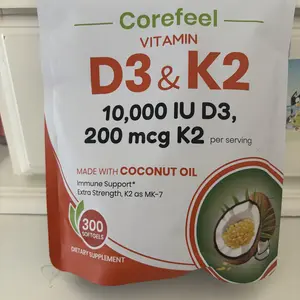 Corefeel
VITAMIN
D3 & K2
10,000 IU D3,
200 mcg K2 per serving
MADE WITH COCONUT OIL
Immune Support*
Extra Strength, K2 as MK-7
300
SOFTGELS
DIETARY SUPPLEMENT